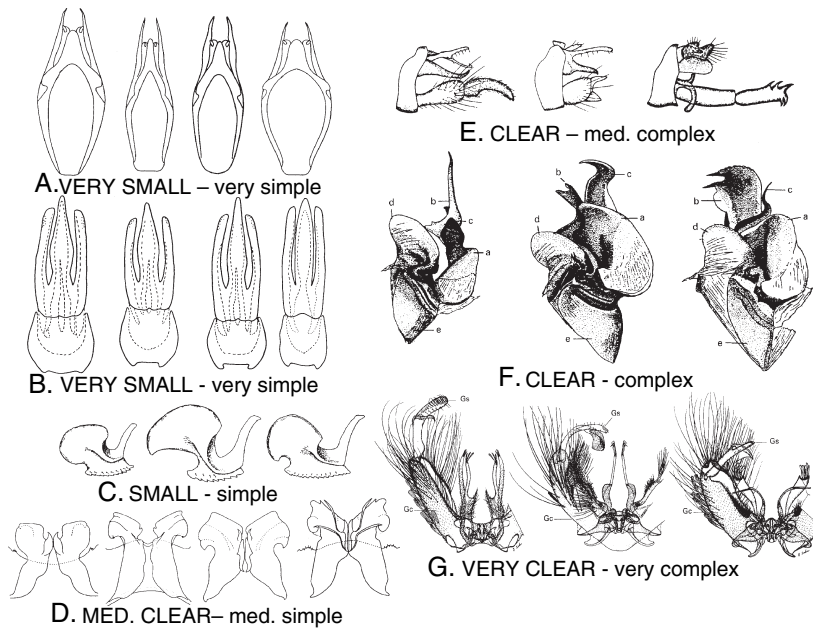 A. VERY SMALL – very simple
B. VERY SMALL - very simple
C. SMALL - simple
D. MED. CLEAR– med. simple
E. CLEAR – med. complex
b
d
c
a
e
b
c
d
a
e
b
c
d
a
e
F. CLEAR - complex
Gs
Gc
Gs
Gc
Gs
Gc
G. VERY CLEAR - very complex